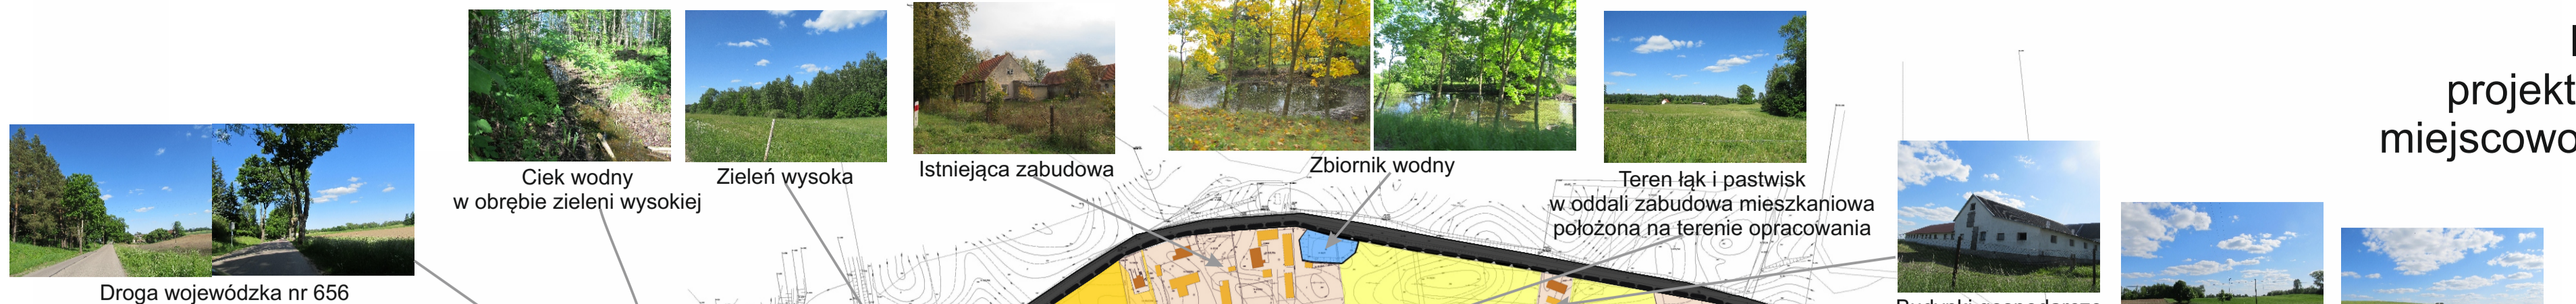 projekt
miejscowo
Ciek wodny
w obrębie zieleni wysokiej
Zieleń wysoka
Istniejąca zabudowa
Zbiornik wodny
Teren łąk i pastwisk
w oddali zabudowa mieszkaniowa
położona na terenie opracowania
Droga wojewódzka nr 656